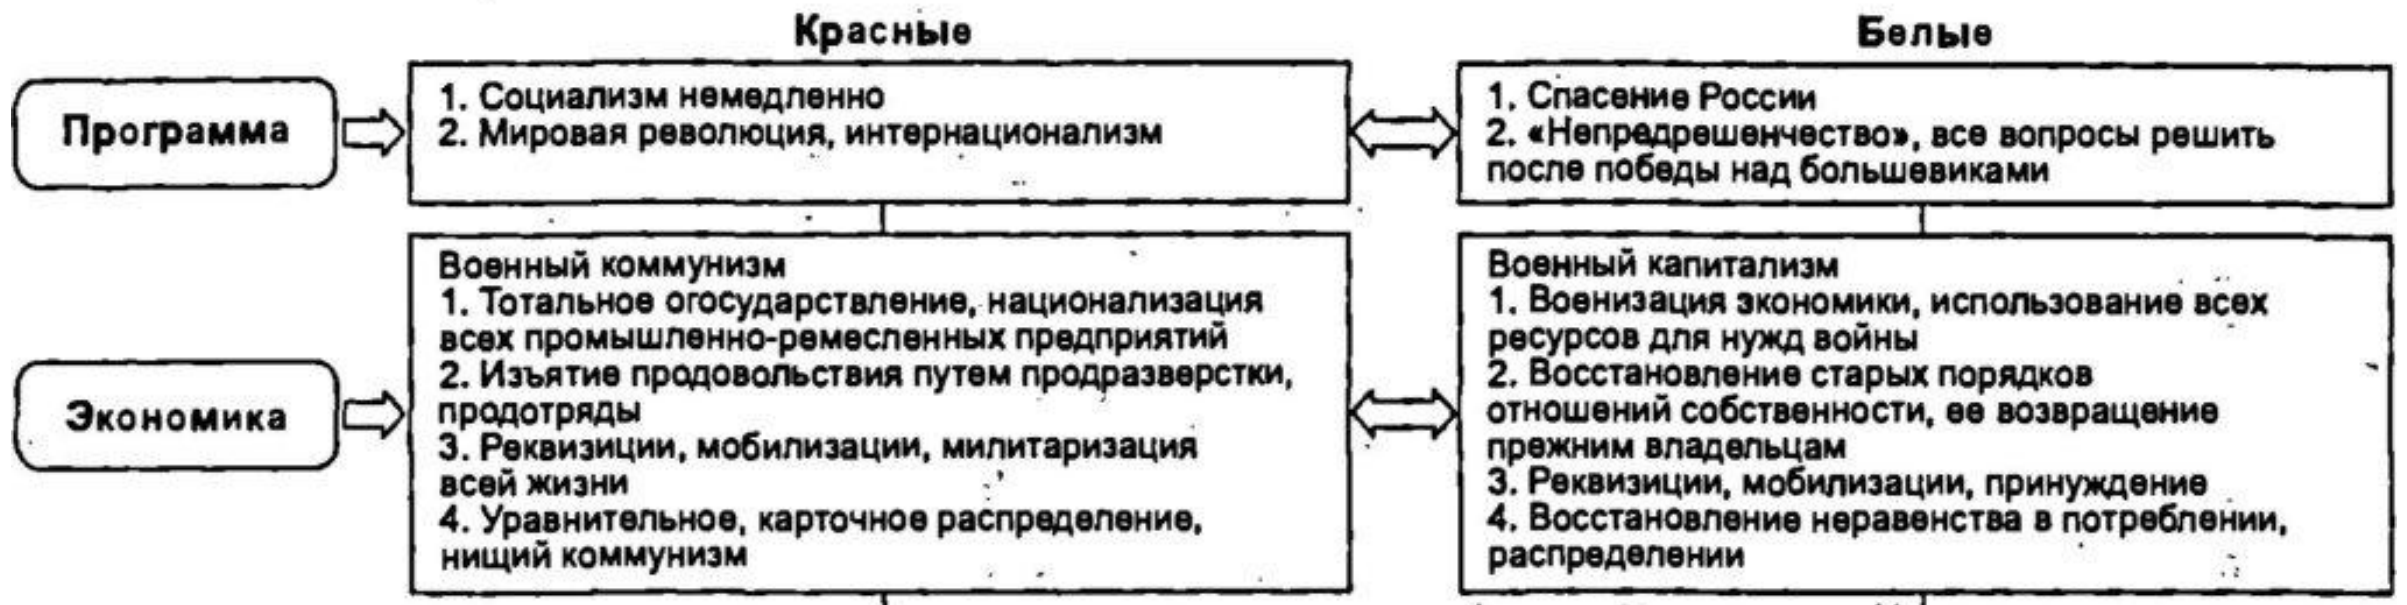 Красные
Белые
Программа
1. Социализм немедленно
2. Мировая революция, интернационализм
1. Спасение России
2. «Непредрешенчество», все вопросы решить
после победы над большевиками
Экономика
Военный коммунизм
1. Тотальное огосударствление, национализация
всех промышленно-ремесленных предприятий
2. Изъятие продовольствия путем продразверстки,
продотряды
3. Реквизиции, мобилизации, милитаризация
всей жизни
4. Уравнительное, карточное распределение,
нищий коммунизм
Военный капитализм
1. Военизация экономики, использование всех
ресурсов для нужд войны
2. Восстановление старых порядков
отношений собственности, ее возвращение
прежним владельцам
3. Реквизиции, мобилизации, принуждение
4. Восстановление неравенства в потреблении,
распределении